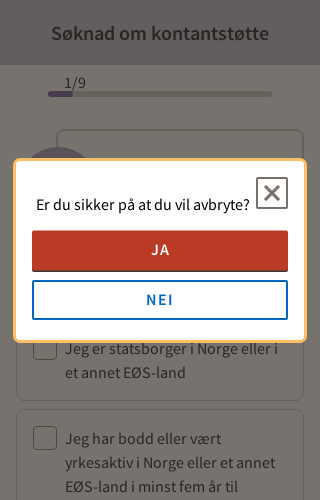 Søknad om kontantstøtte
1/9
Er du sikker på at du vil avbryte?
JA
NEI
Jeg er statsborger i Norge eller i
et annet EØS-land
Jeg har bodd eller vært
yrkesaktiv i Norge eller et annet
EØS-land i minst fem år til